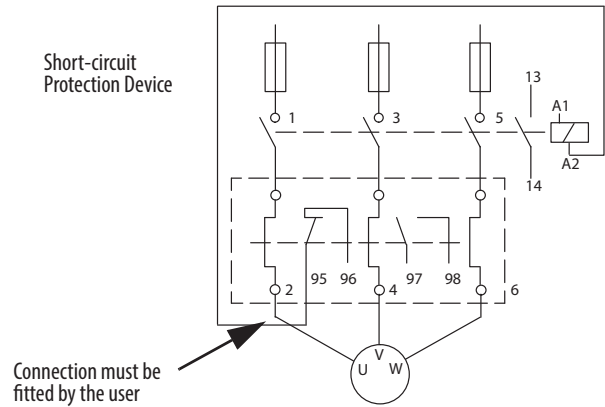 Short-circuit
Protection Device
13
1
3
5
A1
A2
14
95
96
97
98
2
4
6
U
V
W
Connection must be
fitted by the user